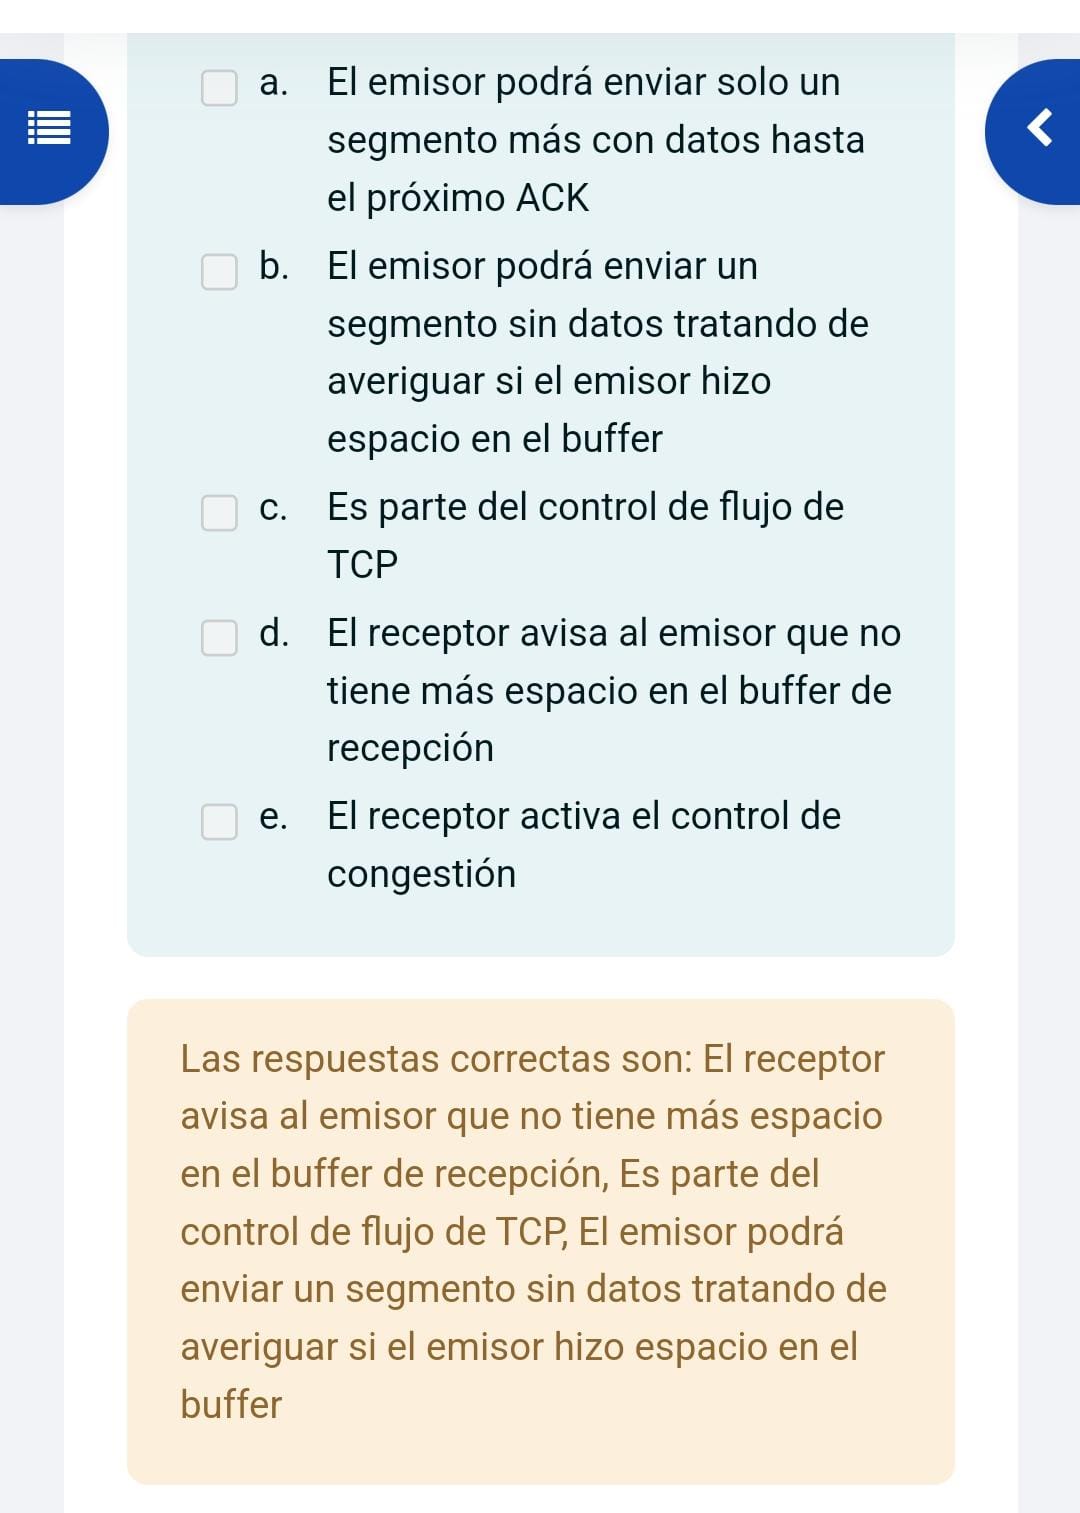 a. El emisor podrá enviar solo un
segmento más con datos hasta
el próximo ACK
b. El emisor podrá enviar un
segmento sin datos tratando de
averiguar si el emisor hizo
espacio en el buffer
c. Es parte del control de flujo de
TCP
d. El receptor avisa al emisor que no
tiene más espacio en el buffer de
recepción
e. El receptor activa el control de
congestión
Las respuestas correctas son: El receptor
avisa al emisor que no tiene más espacio
en el buffer de recepción, Es parte del
control de flujo de TCP, El emisor podrá
enviar un segmento sin datos tratando de
averiguar si el emisor hizo espacio en el
buffer